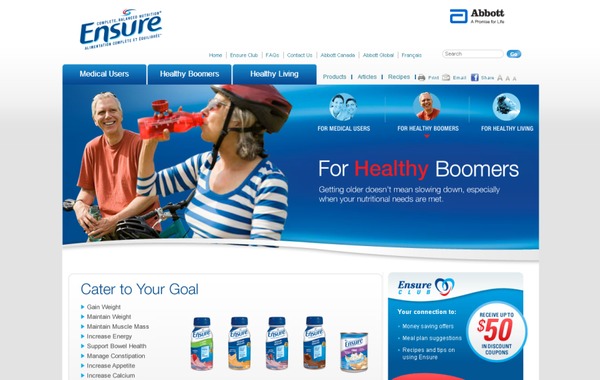 COMPLETE, BALANCED NUTRITION
Ensure
ALIMENTATION COMPLÈTE ET ÉQUILIBRÉE
Abbott
A Promise for Life
Home | Ensure Club | FAQs | Contact Us | Abbott Canada | Abbott Global | Français
Search
Go
Medical Users
Healthy Boomers
Healthy Living
Products | Articles | Recipes | Print Email Share A A A
FOR MEDICAL USERS
FOR HEALTHY BOOMERS
FOR HEALTHY LIVING
For Healthy Boomers
Getting older doesn't mean slowing down, especially
when your nutritional needs are met.
Cater to Your Goal
Gain Weight
Maintain Weight
Maintain Muscle Mass
Increase Energy
Support Bowel Health
Manage Constipation
Increase Appetite
Increase Calcium
Ensure
Ensure
Ensure
Ensure
Ensure
Ensure
CLUB
Your connection to:
Money saving offers
Meal plan suggestions
Recipes and tips on
using Ensure
RECEIVE UP TO
$50
IN DISCOUNT
COUPONS